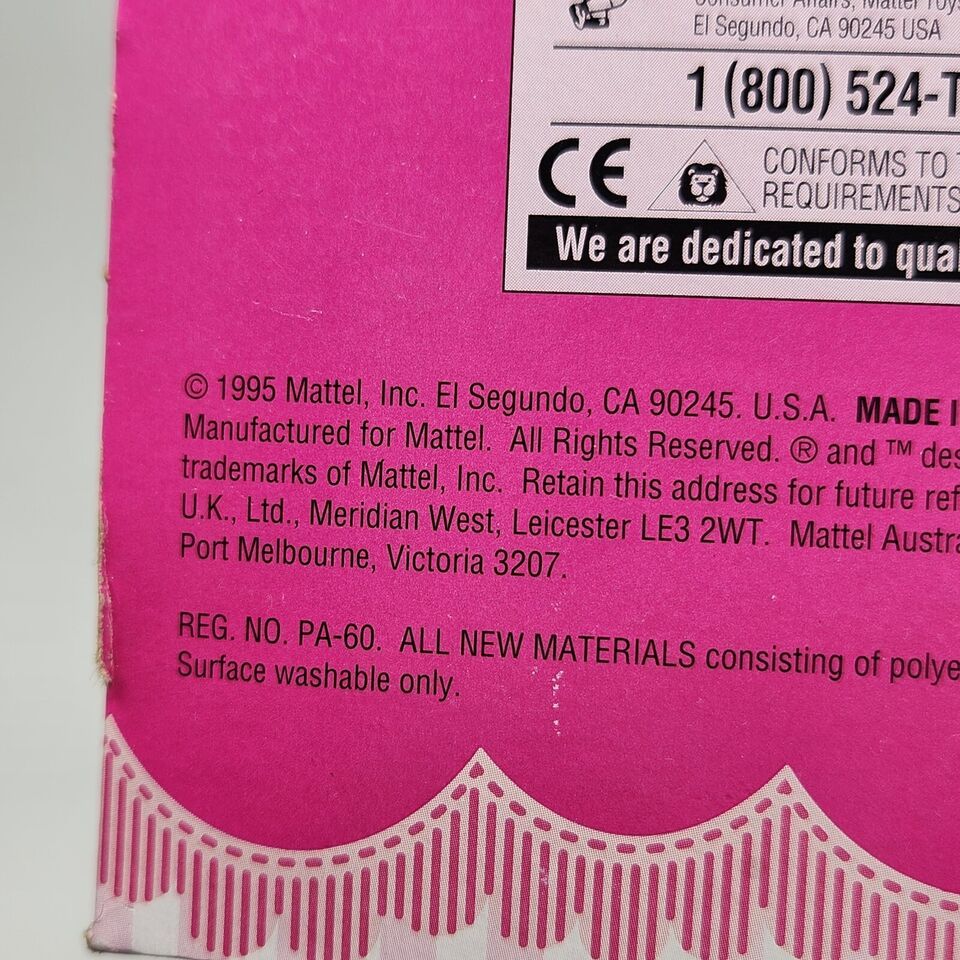 Consumer Affairs, Mattel Toys
El Segundo, CA 90245 USA
1 (800) 524-T
CE CONFORMS TO
REQUIREMENTS
We are dedicated to qual
© 1995 Mattel, Inc. El Segundo, CA 90245. U.S.A. MADE I
Manufactured for Mattel. All Rights Reserved. ® and ™ des
trademarks of Mattel, Inc. Retain this address for future ref
U.K., Ltd., Meridian West, Leicester LE3 2WT. Mattel Austra
Port Melbourne, Victoria 3207.
REG. NO. PA-60. ALL NEW MATERIALS consisting of polye
Surface washable only.